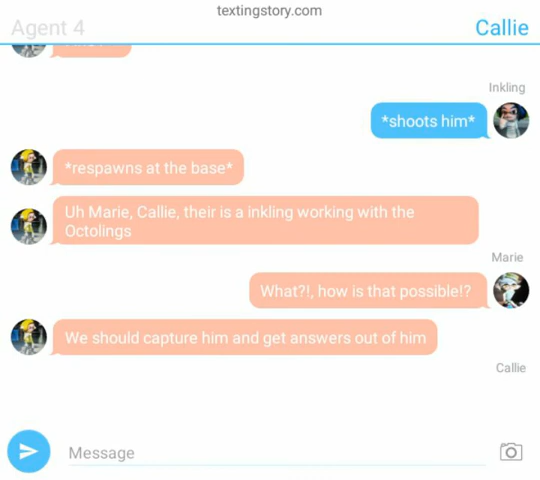 textingstory.com
Agent 4
Callie
Inkling
*shoots him*
*respawns at the base*
Uh Marie, Callie, their is a inkling working with the
Octolings
Marie
What?!, how is that possible!?
We should capture him and get answers out of him
Callie
Message